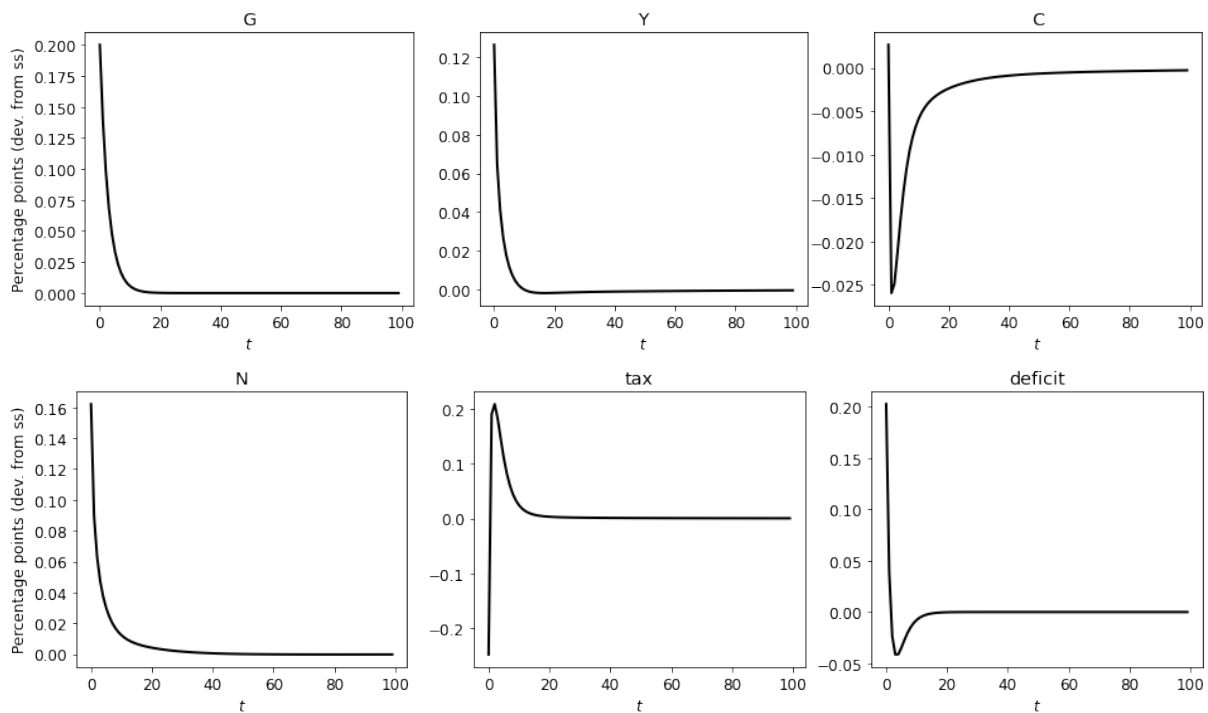 G
Percentage points (dev. from ss)
0.200
0.175
0.150
0.125
0.100
0.075
0.050
0.025
0.000
0 20 40 60 80 100
t
Y
0.12
0.10
0.08
0.06
0.04
0.02
0.00
0 20 40 60 80 100
t
C
0.000
−0.005
−0.010
−0.015
−0.020
−0.025
0 20 40 60 80 100
t
N
Percentage points (dev. from ss)
0.16
0.14
0.12
0.10
0.08
0.06
0.04
0.02
0.00
0 20 40 60 80 100
t
tax
0.2
0.1
0.0
−0.1
−0.2
0 20 40 60 80 100
t
deficit
0.20
0.15
0.10
0.05
0.00
−0.05
0 20 40 60 80 100
t